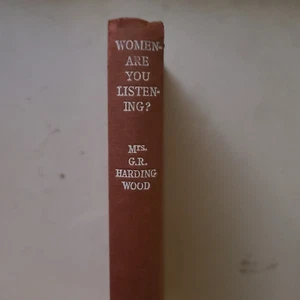 WOMEN-
ARE
YOU
LISTEN-
ING?
Mrs.
G.R.
HARDING
WOOD